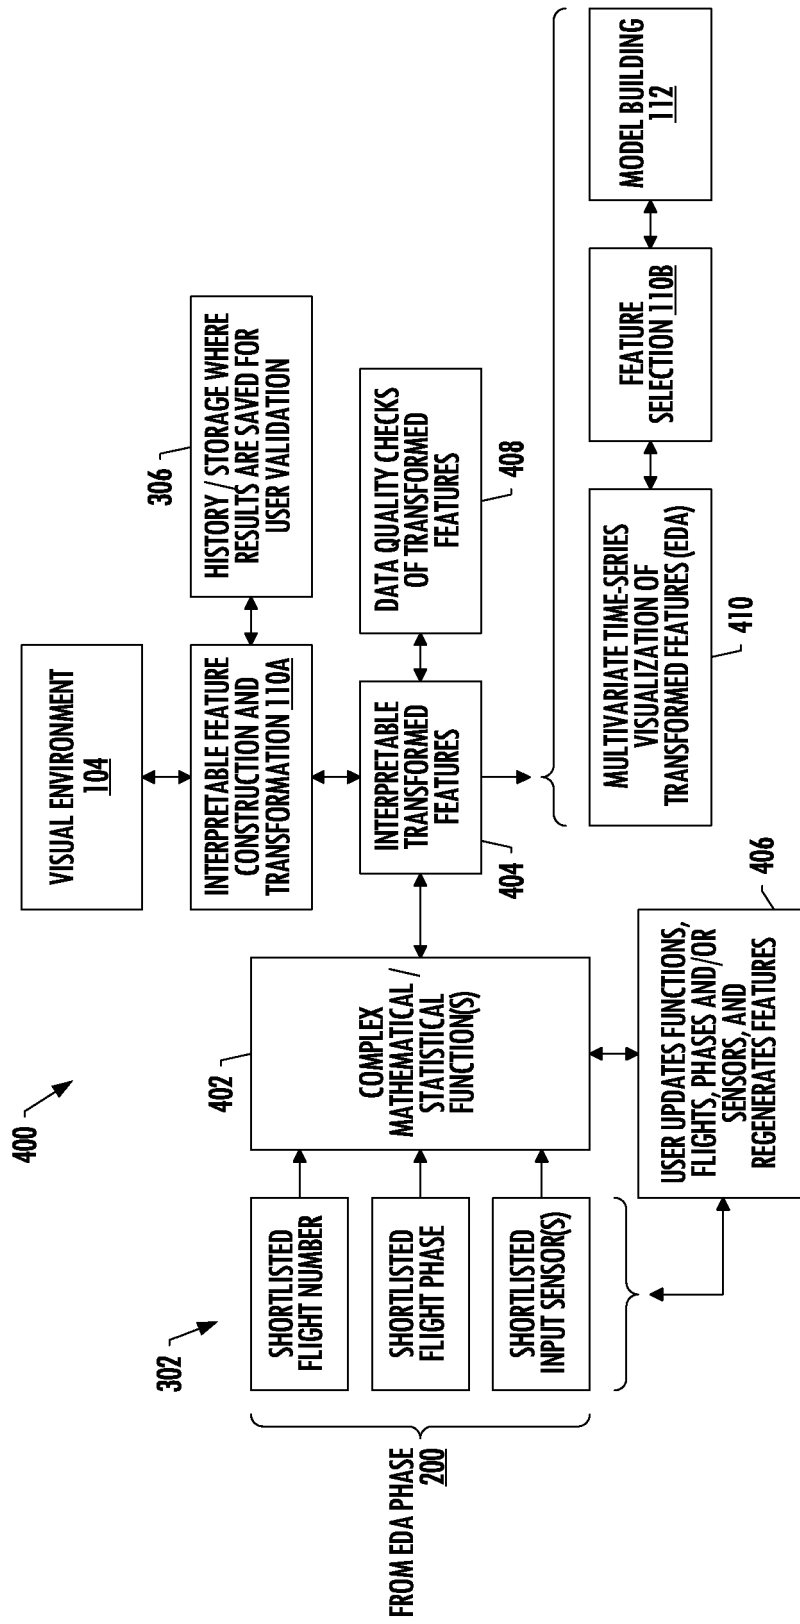 400
302
FROM EDA PHASE
200
SHORTLISTED
FLIGHT NUMBER
SHORTLISTED
FLIGHT PHASE
SHORTLISTED
INPUT SENSOR(S)
402
COMPLEX
MATHEMATICAL /
STATISTICAL
FUNCTION(S)
USER UPDATES FUNCTIONS,
FLIGHTS, PHASES AND/OR
SENSORS, AND
REGENERATES FEATURES
406
VISUAL ENVIRONMENT
104
INTERPRETABLE FEATURE
CONSTRUCTION AND
TRANSFORMATION 110A
306
HISTORY / STORAGE WHERE
RESULTS ARE SAVED FOR
USER VALIDATION
INTERPRETABLE
TRANSFORMED
FEATURES
404
DATA QUALITY CHECKS
OF TRANSFORMED
FEATURES
408
MULTIVARIATE TIME-SERIES
VISUALIZATION OF
TRANSFORMED FEATURES (EDA)
410
FEATURE
SELECTION 110B
MODEL BUILDING
112